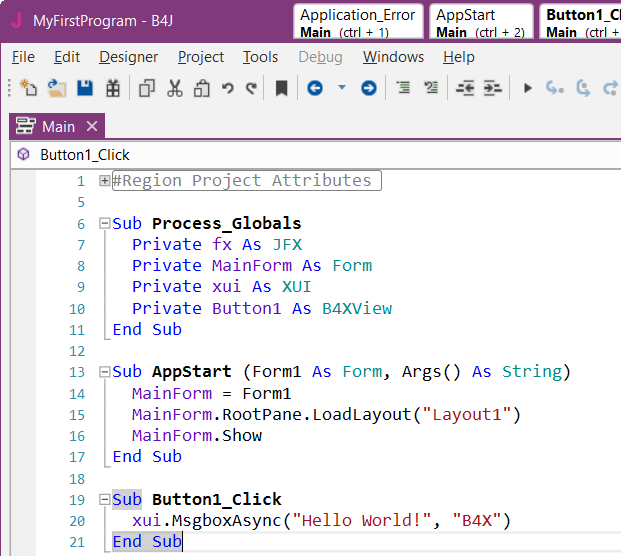 J MyFirstProgram - B4J
Application_Error
Main (ctrl + 1)
AppStart
Main (ctrl + 2)
Main (ctrl +
File Edit Designer Project Tools Debug Windows Help
Main
Button1_Click
1 #Region Project Attributes
5
6 Sub Process_Globals
7 Private fx As JFX
8 Private MainForm As Form
9 Private xui As XUI
10 Private Button1 As B4XView
11 End Sub
12
13 Sub AppStart (Form1 As Form, Args() As String)
14 MainForm = Form1
15 MainForm.RootPane.LoadLayout("Layout1")
16 MainForm.Show
17 End Sub
18
19 Sub Button1_Click
20 xui.MsgboxAsync("Hello World!", "B4X")
21 End Sub